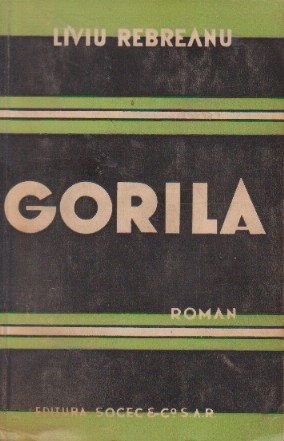 LIVIU REBREANU
GORILA
ROMAN
EDITURA SOCEC & Co. S.A.R.